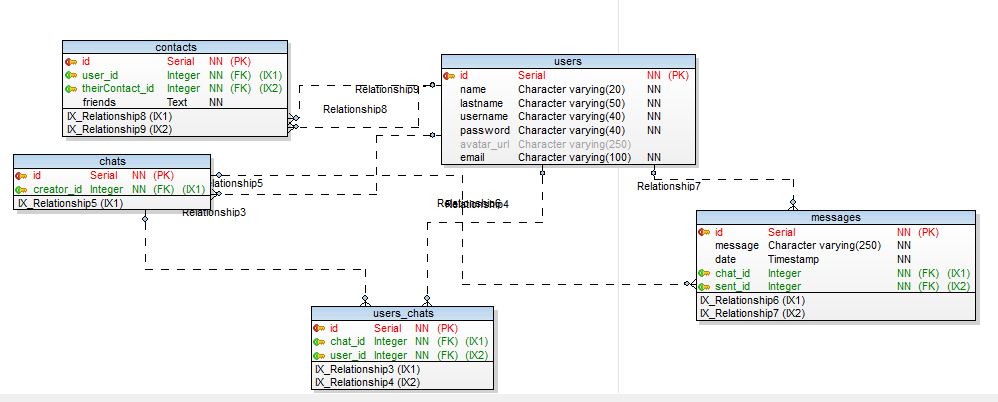 contacts
id Serial NN (PK)
user_id Integer NN (FK) (IX1)
theirContact_id Integer NN (FK) (IX2)
friends Text NN
IX_Relationship8 (IX1)
IX_Relationship9 (IX2)
users
id Serial NN (PK)
name Character varying(20) NN
lastname Character varying(50) NN
username Character varying(40) NN
password Character varying(40) NN
avatar_url Character varying(250)
email Character varying(100) NN
Relationship9
Relationship8
chats
id Serial NN (PK)
creator_id Integer NN (FK) (IX1)
IX_Relationship5 (IX1)
elationship5
Relationship3
Relationship4
Relationship7
messages
id Serial NN (PK)
message Character varying(250) NN
date Timestamp NN
chat_id Integer NN (FK) (IX1)
sent_id Integer NN (FK) (IX2)
IX_Relationship6 (IX1)
IX_Relationship7 (IX2)
users_chats
id Serial NN (PK)
chat_id Integer NN (FK) (IX1)
user_id Integer NN (FK) (IX2)
IX_Relationship3 (IX1)
IX_Relationship4 (IX2)